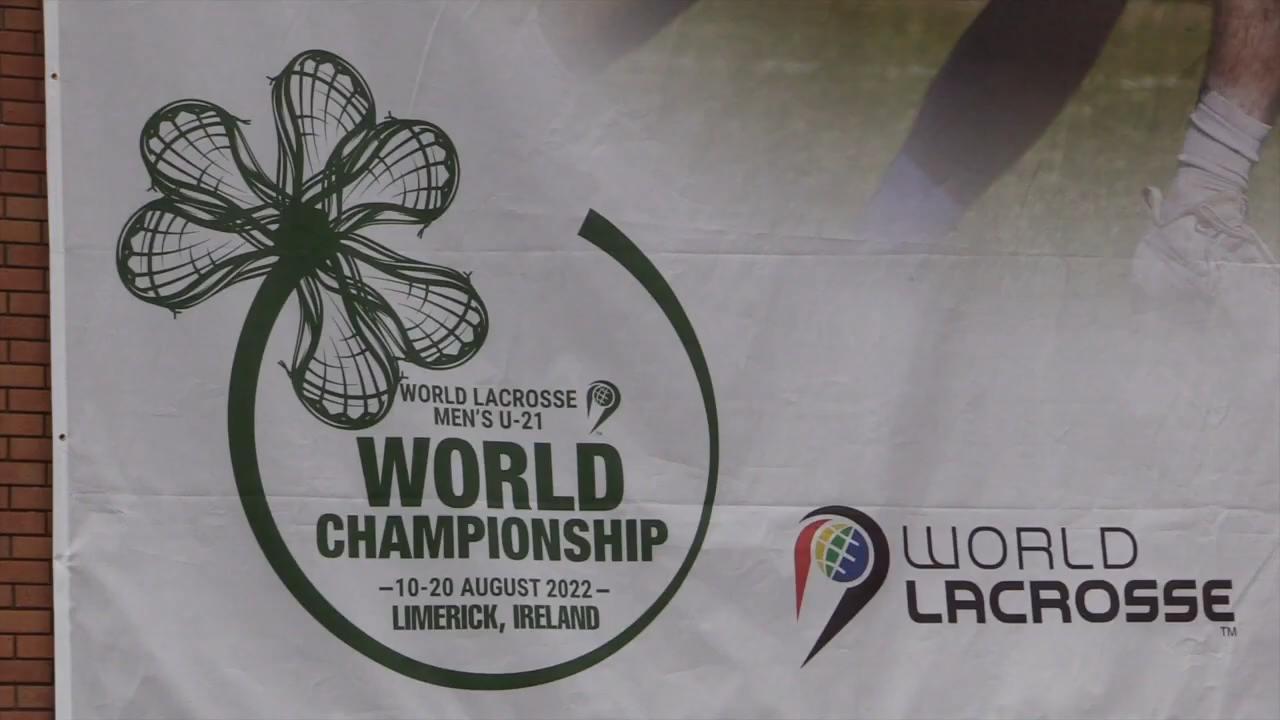 WORLD LACROSSE
MEN'S U-21
WORLD
CHAMPIONSHIP
–10-20 AUGUST 2022–
LIMERICK, IRELAND
WORLD
LACROSSE
TM